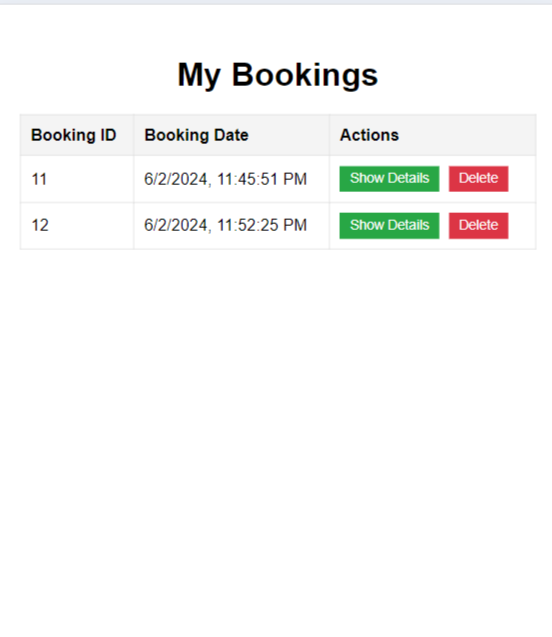 My Bookings
Booking ID Booking Date Actions
11 6/2/2024, 11:45:51 PM Show Details Delete
12 6/2/2024, 11:52:25 PM Show Details Delete